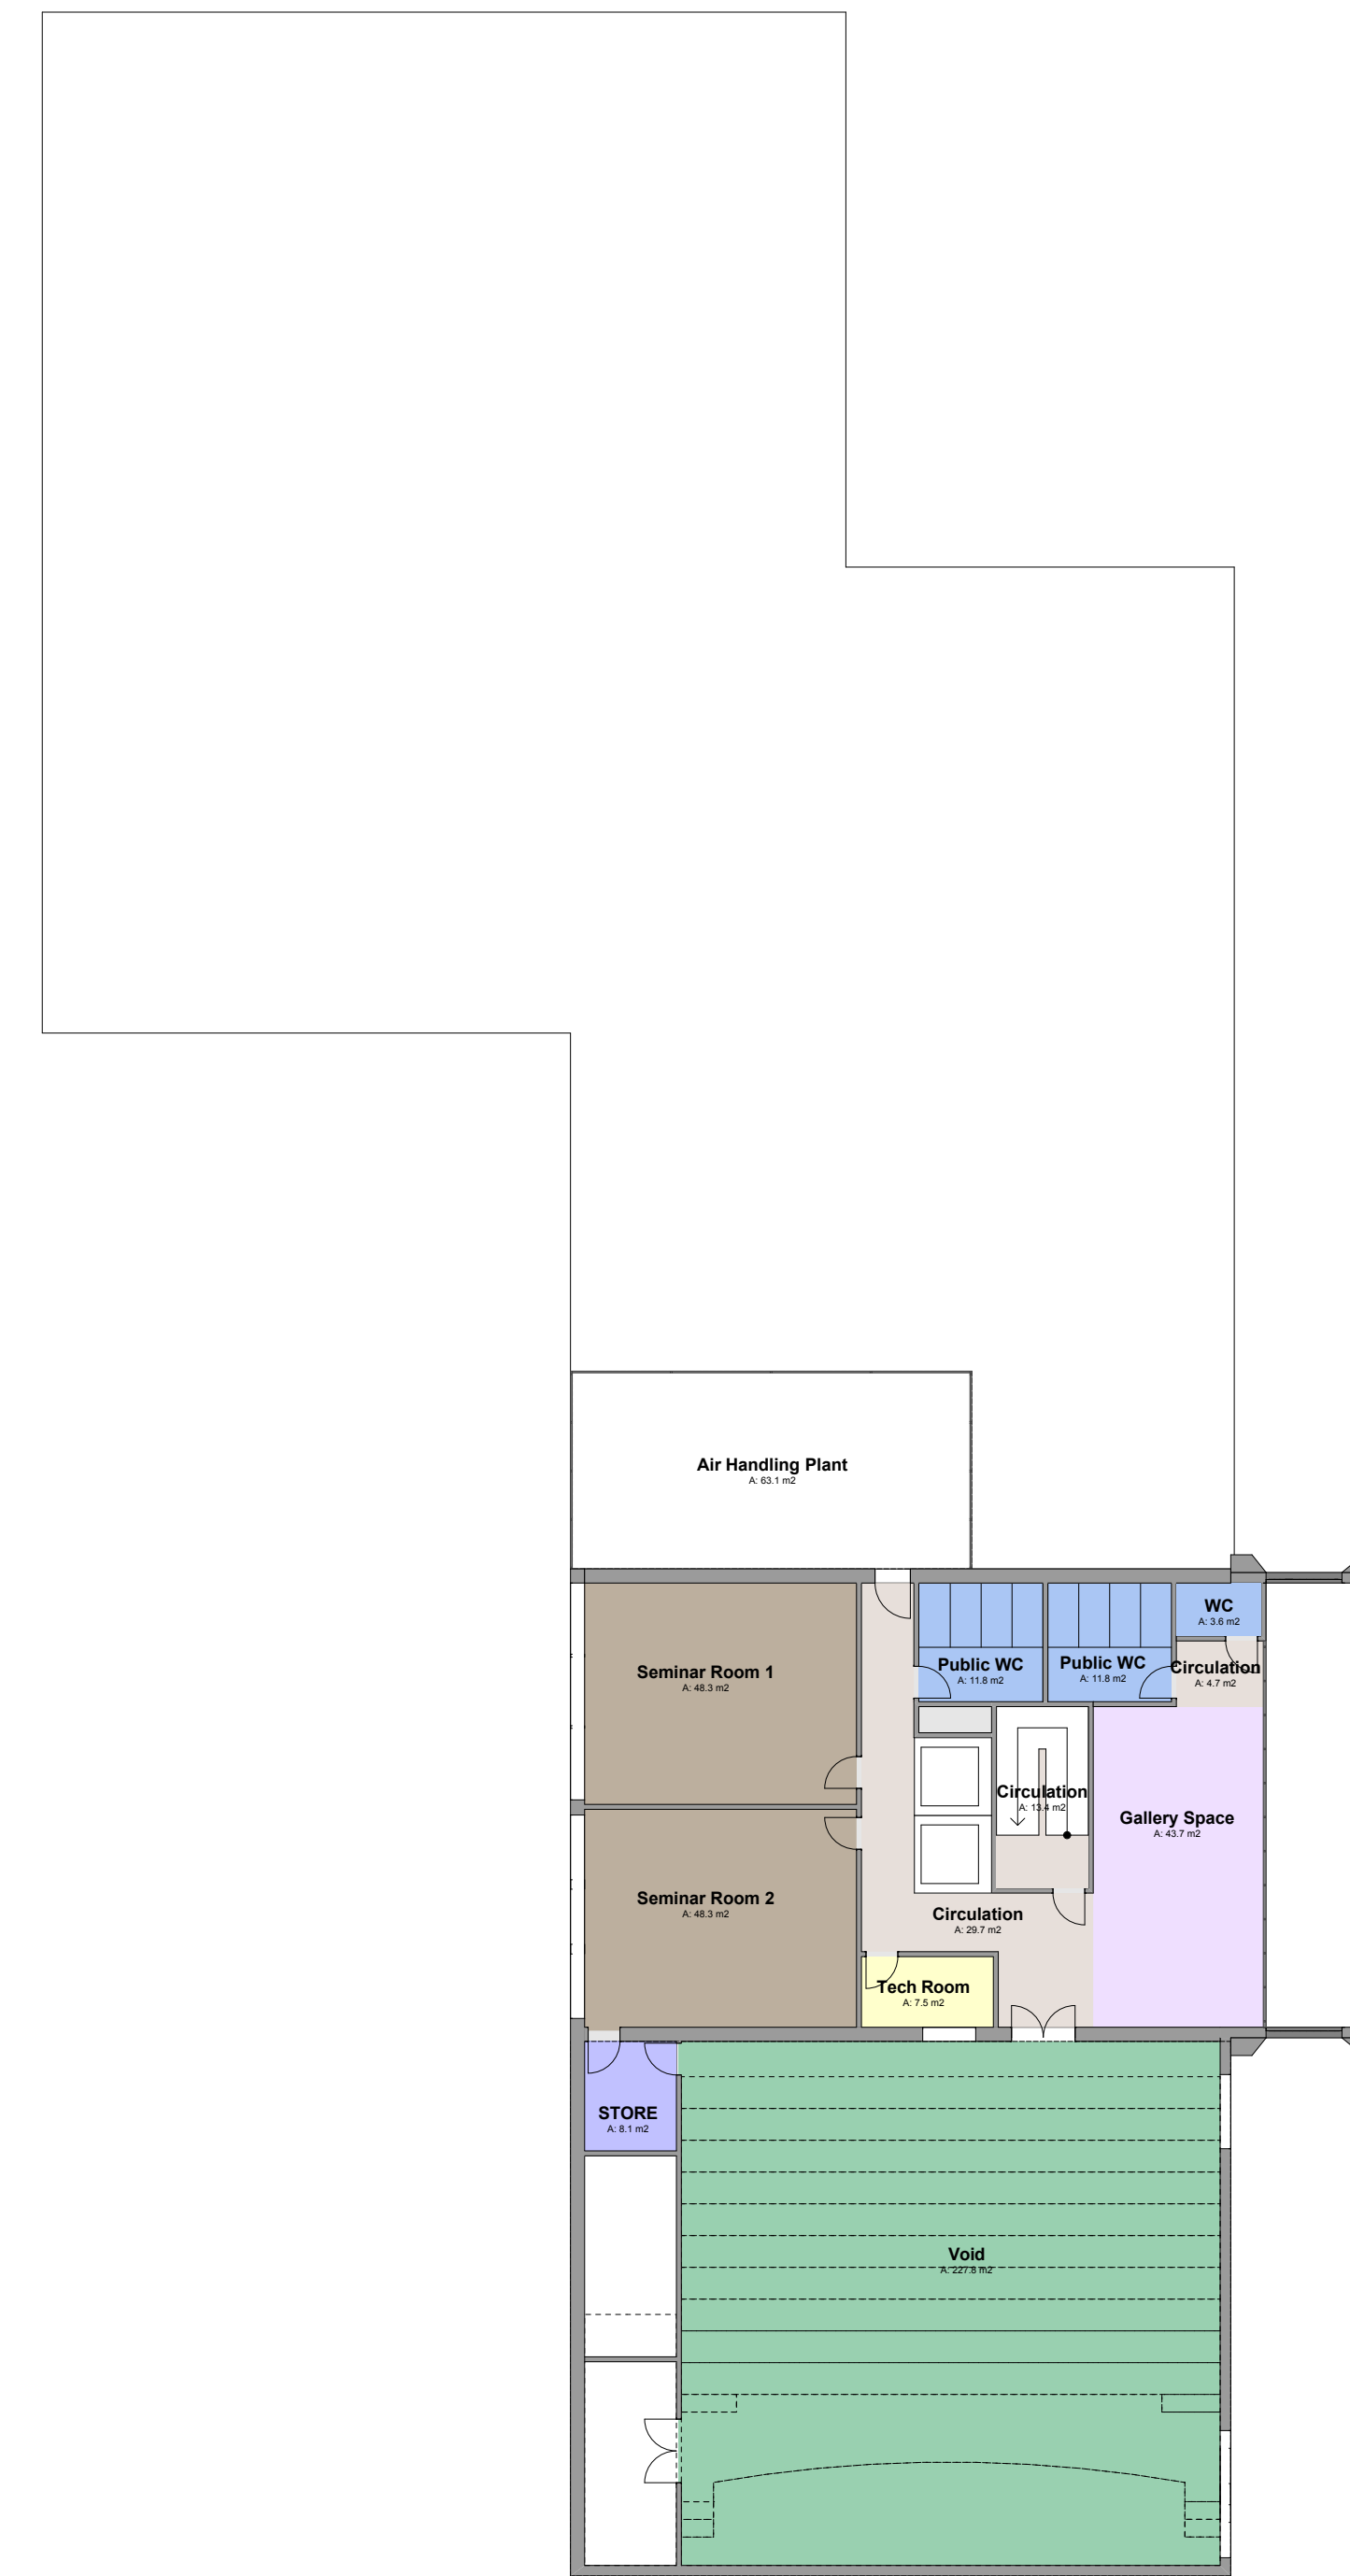 Air Handling Plant
A: 63.1 m2
WC
A: 3.6 m2
Public WC
A: 11.8 m2
Public WC
A: 11.8 m2
Circulation
A: 4.7 m2
Seminar Room 1
A: 48.3 m2
Circulation
A: 13.4 m2
Gallery Space
A: 43.7 m2
Seminar Room 2
A: 48.3 m2
Circulation
A: 29.7 m2
Tech Room
A: 7.5 m2
STORE
A: 8.1 m2
Void
A: 227.8 m2